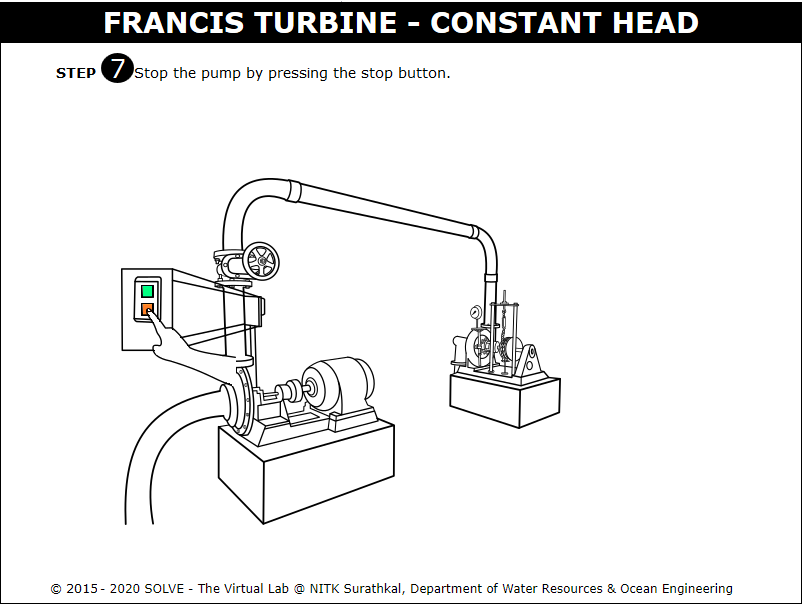 FRANCIS TURBINE - CONSTANT HEAD
STEP 7 Stop the pump by pressing the stop button.
© 2015 - 2020 SOLVE - The Virtual Lab @ NITK Surathkal, Department of Water Resources & Ocean Engineering